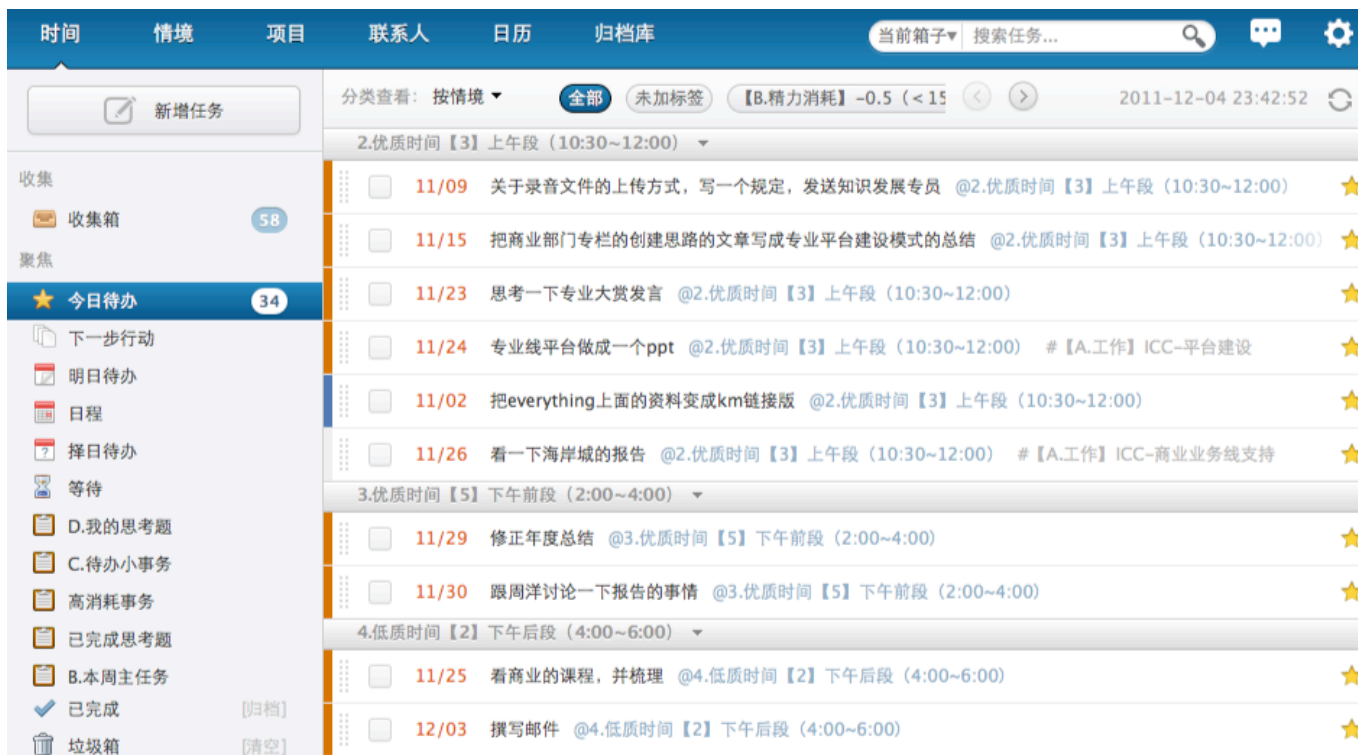 时间 情境 项目 联系人 日历 归档库 当前箱子▾ 搜索任务...
新增任务
收集
收集箱 58
聚焦
今日待办 34
下一步行动
明日待办
日程
择日待办
等待
D.我的思考题
C.待办小事务
高消耗事务
已完成思考题
B.本周主任务
已完成 [归档]
垃圾箱 [清空]
分类查看: 按情境 全部 未加标签 【B.精力消耗】-0.5（< 15 2011-12-04 23:42:52
2.优质时间【3】上午段（10:30~12:00）
11/09 关于录音文件的上传方式，写一个规定，发送知识发展专员 @2.优质时间【3】上午段（10:30~12:00）
11/15 把商业部门专栏的创建思路的文章写成专业平台建设模式的总结 @2.优质时间【3】上午段（10:30~12:00）
11/23 思考一下专业大赏发言 @2.优质时间【3】上午段（10:30~12:00）
11/24 专业线平台做成一个ppt @2.优质时间【3】上午段（10:30~12:00） #【A.工作】ICC-平台建设
11/02 把everything上面的资料变成km链接版 @2.优质时间【3】上午段（10:30~12:00）
11/26 看一下海岸城的报告 @2.优质时间【3】上午段（10:30~12:00） #【A.工作】ICC-商业业务线支持
3.优质时间【5】下午前段（2:00~4:00）
11/29 修正年度总结 @3.优质时间【5】下午前段（2:00~4:00）
11/30 跟周洋讨论一下报告的事情 @3.优质时间【5】下午前段（2:00~4:00）
4.低质时间【2】下午后段（4:00~6:00）
11/25 看商业的课程，并梳理 @4.低质时间【2】下午后段（4:00~6:00）
12/03 撰写邮件 @4.低质时间【2】下午后段（4:00~6:00）